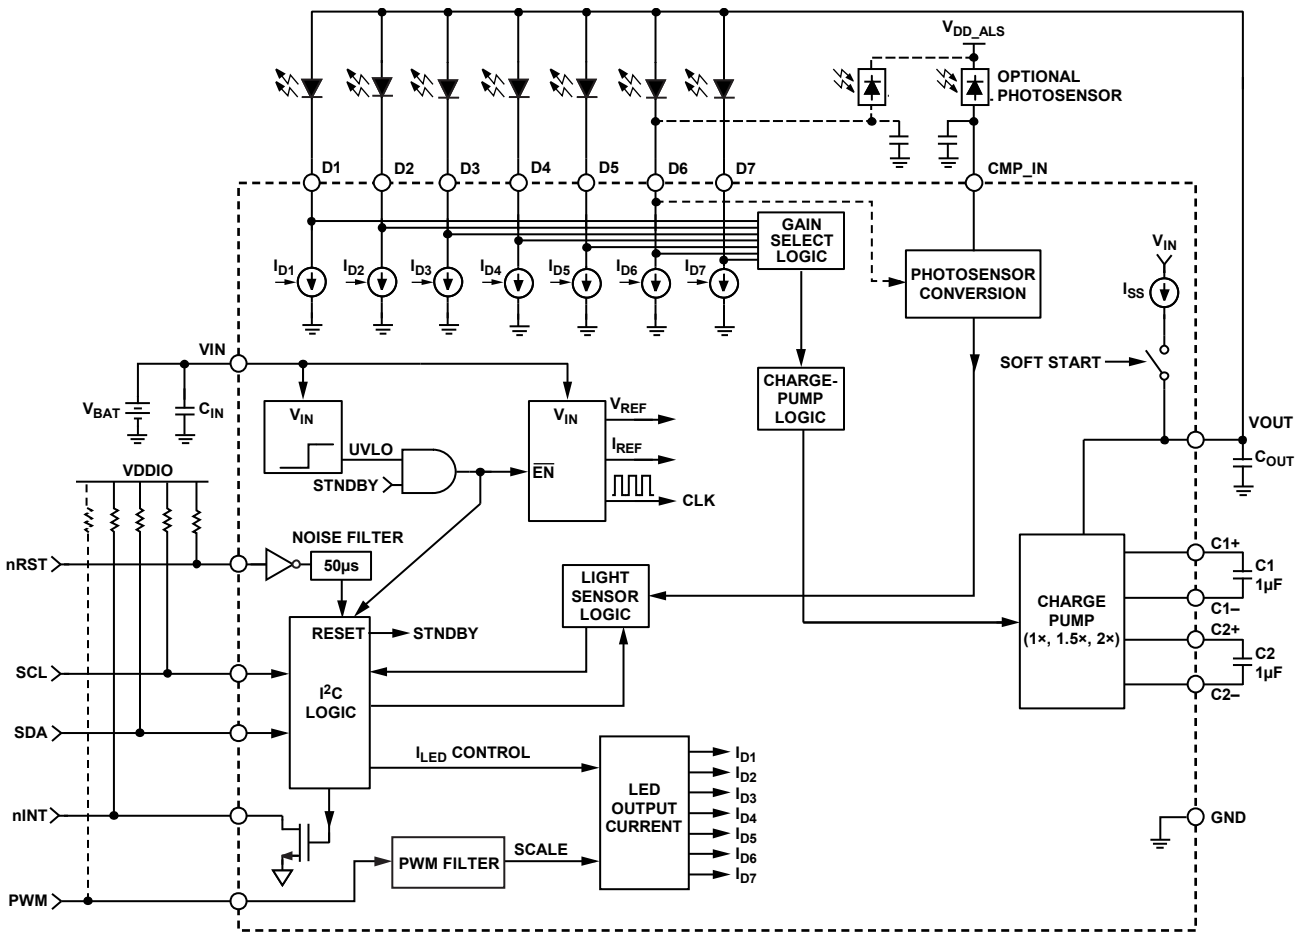 V_DD_ALS
OPTIONAL
PHOTOSENSOR
D1
D2
D3
D4
D5
D6
D7
CMP_IN
GAIN
SELECT
LOGIC
I_D1
I_D2
I_D3
I_D4
I_D5
I_D6
I_D7
PHOTOSENSOR
CONVERSION
V_IN
I_SS
SOFT START
VIN
V_BAT
C_IN
V_IN
UVLO
STNDBY
V_IN
EN
V_REF
I_REF
CLK
CHARGE-
PUMP
LOGIC
VOUT
C_OUT
VDDIO
nRST
NOISE FILTER
50µs
LIGHT
SENSOR
LOGIC
CHARGE
PUMP
(1×, 1.5×, 2×)
C1+
C1
1µF
C1–
C2+
C2
1µF
C2–
RESET
STNDBY
SCL
I²C
LOGIC
SDA
I_LED CONTROL
LED
OUTPUT
CURRENT
I_D1
I_D2
I_D3
I_D4
I_D5
I_D6
I_D7
nINT
GND
PWM FILTER
SCALE
PWM